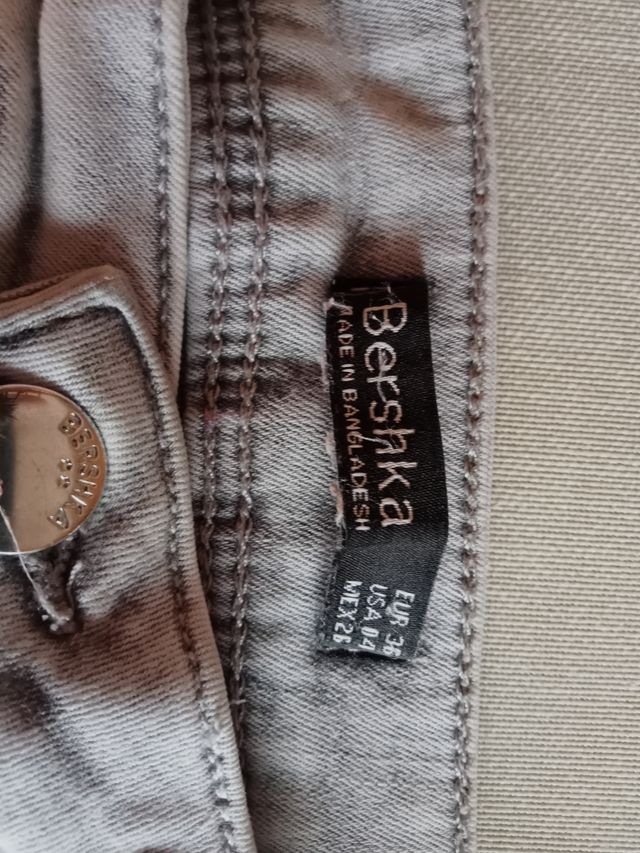 Bershka
MADE IN BANGLADESH
EUR 36
USA 04
MEX 26
BERSHKA